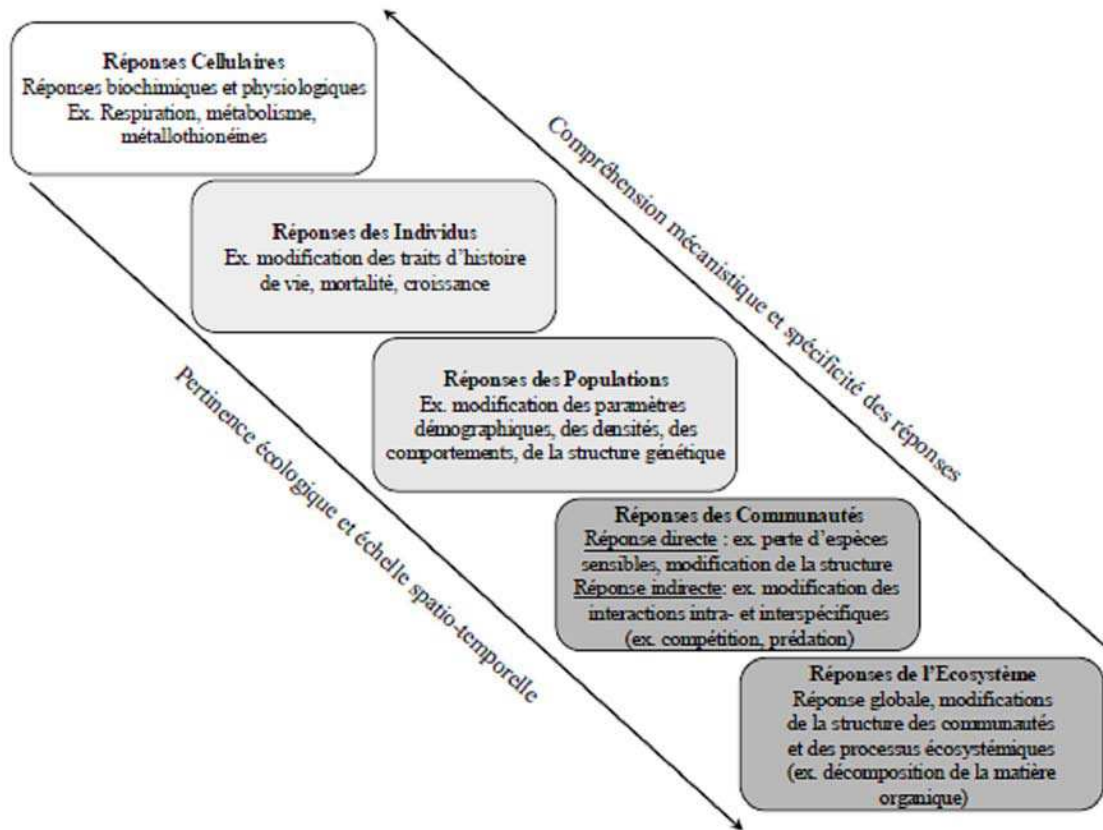 Réponses Cellulaires
Réponses biochimiques et physiologiques
Ex. Respiration, métabolisme,
métallothionéines
Compréhension mécanistique et spécificité des réponses
Réponses des Individus
Ex. modification des traits d’histoire
de vie, mortalité, croissance
Pertinence écologique et échelle spatio-temporelle
Réponses des Populations
Ex. modification des paramètres
démographiques, des densités, des
comportements, de la structure génétique
Réponses des Communautés
Réponse directe : ex. perte d’espèces
sensibles, modification de la structure
Réponse indirecte: ex. modification des
interactions intra- et interspécifiques
(ex. compétition, prédation)
Réponses de l’Ecosystème
Réponse globale, modifications
de la structure des communautés
et des processus écosystémiques
(ex. décomposition de la matière
organique)